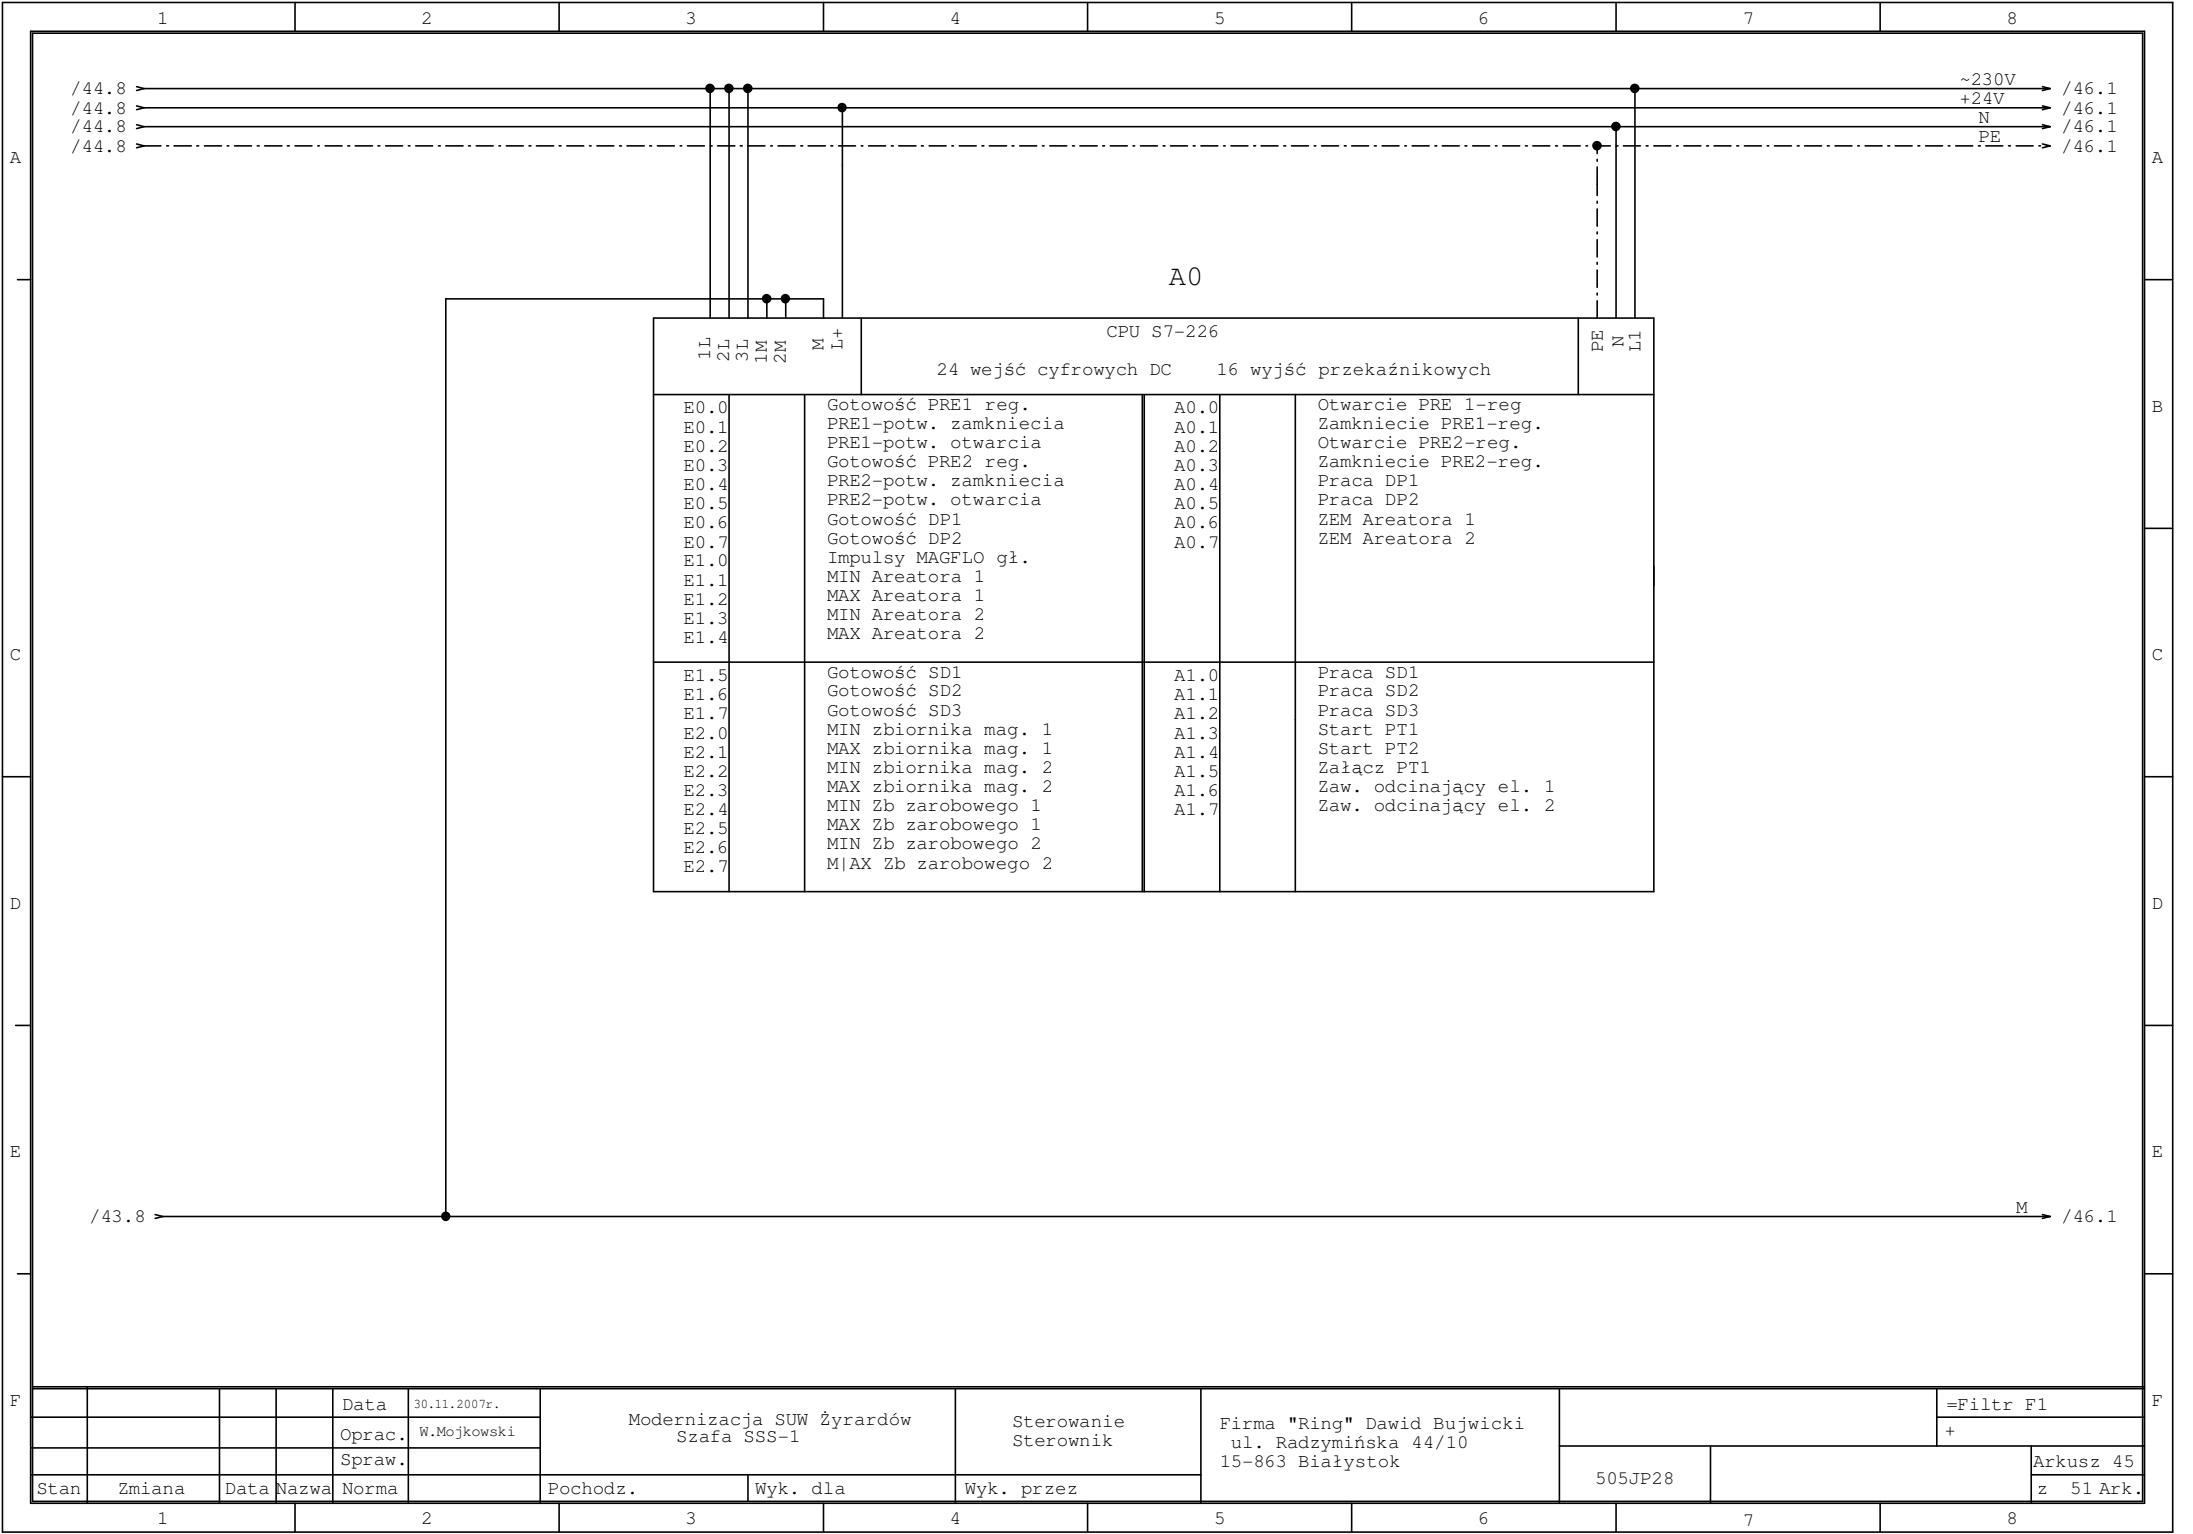 1 2 3 4 5 6 7 8
/44.8 ~230V /46.1
/44.8 +24V /46.1
/44.8 N /46.1
/44.8 PE /46.1
A A
A0
1L 2L 3L 1M 2M M L+
CPU S7-226
24 wejść cyfrowych DC 16 wyjść przekaźnikowych
PE N L1
B B
E0.0 Gotowość PRE1 reg. A0.0 Otwarcie PRE 1-reg
E0.1 PRE1-potw. zamkniecia A0.1 Zamkniecie PRE1-reg.
E0.2 PRE1-potw. otwarcia A0.2 Otwarcie PRE2-reg.
E0.3 Gotowość PRE2 reg. A0.3 Zamkniecie PRE2-reg.
E0.4 PRE2-potw. zamkniecia A0.4 Praca DP1
E0.5 PRE2-potw. otwarcia A0.5 Praca DP2
E0.6 Gotowość DP1 A0.6 ZEM Areatora 1
E0.7 Gotowość DP2 A0.7 ZEM Areatora 2
E1.0 Impulsy MAGFLO gł.
E1.1 MIN Areatora 1
E1.2 MAX Areatora 1
E1.3 MIN Areatora 2
E1.4 MAX Areatora 2
C C
E1.5 Gotowość SD1 A1.0 Praca SD1
E1.6 Gotowość SD2 A1.1 Praca SD2
E1.7 Gotowość SD3 A1.2 Praca SD3
E2.0 MIN zbiornika mag. 1 A1.3 Start PT1
E2.1 MAX zbiornika mag. 1 A1.4 Start PT2
E2.2 MIN zbiornika mag. 2 A1.5 Załącz PT1
E2.3 MAX zbiornika mag. 2 A1.6 Zaw. odcinający el. 1
E2.4 MIN Zb zarobowego 1 A1.7 Zaw. odcinający el. 2
E2.5 MAX Zb zarobowego 1
E2.6 MIN Zb zarobowego 2
E2.7 M|AX Zb zarobowego 2
D D
E E
/43.8 M /46.1
F F
Data 30.11.2007r.
Oprac. W.Mojkowski
Spraw.
Stan Zmiana Data Nazwa Norma
Modernizacja SUW Żyrardów
Szafa SSS-1
Pochodz. Wyk. dla
Sterowanie
Sterownik
Wyk. przez
Firma "Ring" Dawid Bujwicki
ul. Radzymińska 44/10
15-863 Białystok
505JP28
=Filtr F1
+
Arkusz 45
z 51 Ark.
1 2 3 4 5 6 7 8